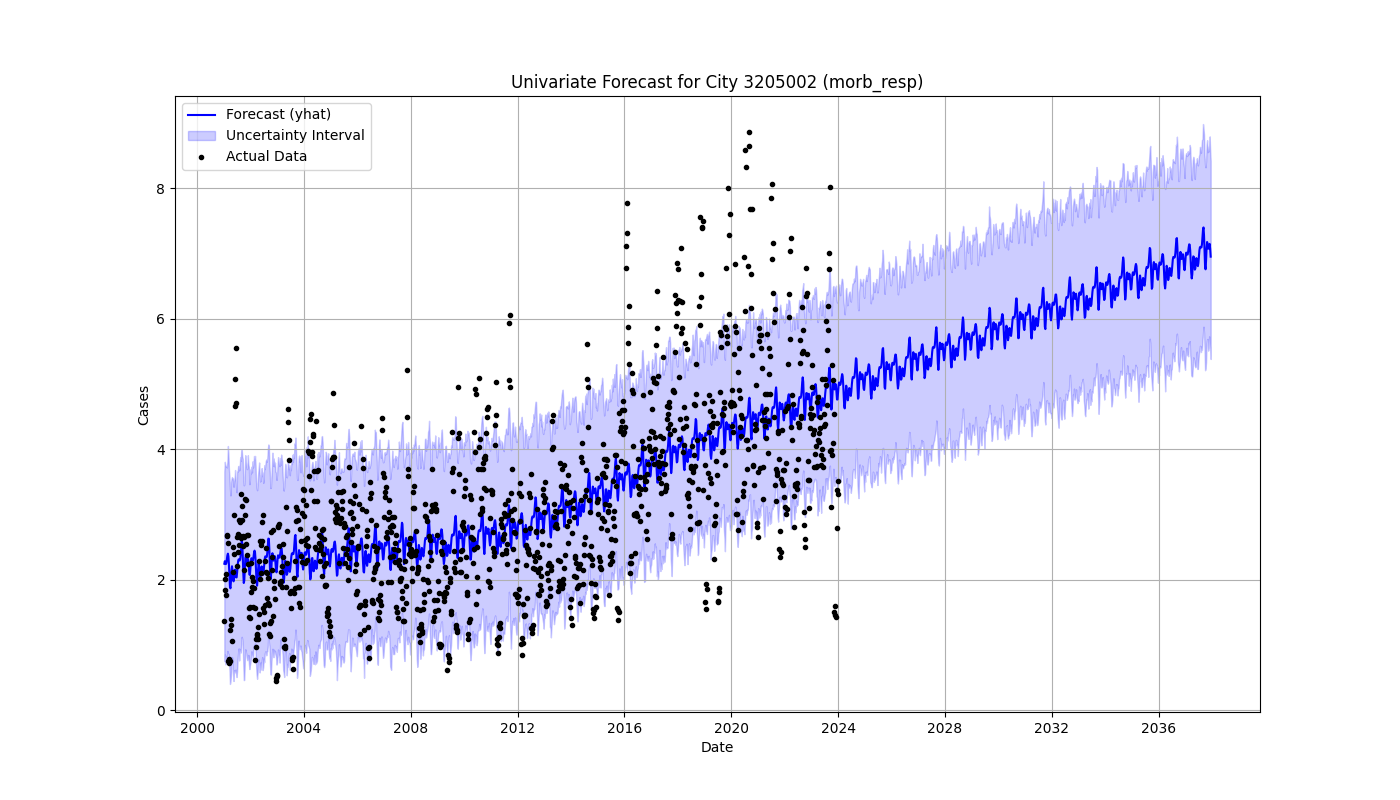 Univariate Forecast for City 3205002 (morb_resp)
Forecast (yhat)
Uncertainty Interval
Actual Data
Cases
8
6
4
2
0
2000 2004 2008 2012 2016 2020 2024 2028 2032 2036
Date